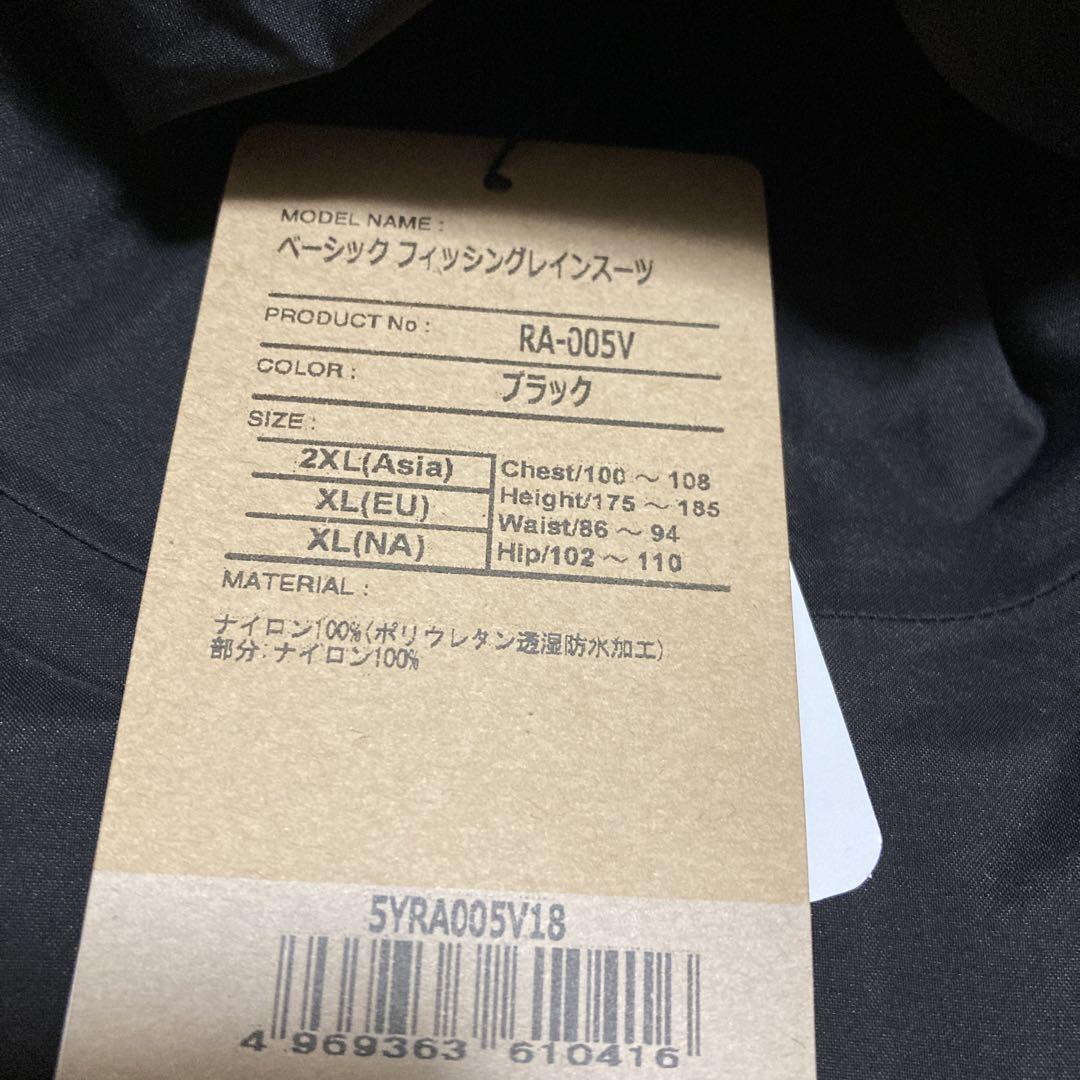 MODEL NAME :
ベーシック フィッシングレインスーツ
PRODUCT No : RA-005V
COLOR : ブラック
SIZE :
2XL(Asia)
XL(EU)
XL(NA)
Chest/100 ～ 108
Height/175 ～ 185
Waist/86 ～ 94
Hip/102 ～ 110
MATERIAL :
ナイロン100%(ポリウレタン透湿防水加工)
部分:ナイロン100%
5YRA005V18
4 969363 610416